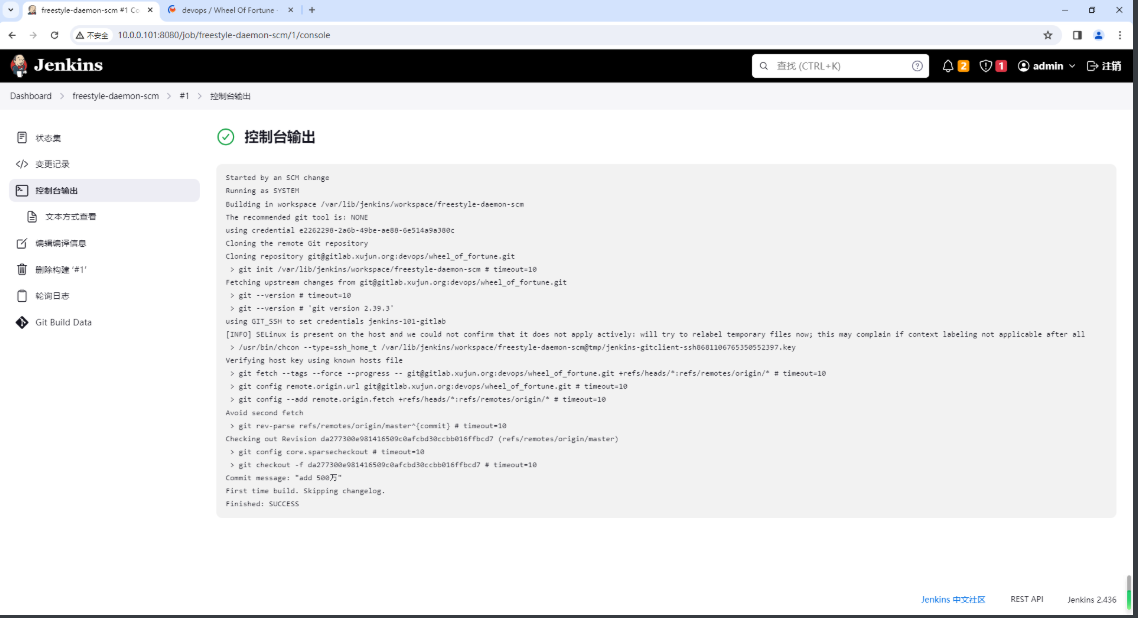 freestyle-daemon-scm #1 Co
devops / Wheel Of Fortune
不安全
10.0.0.101:8080/job/freestyle-daemon-scm/1/console
Jenkins
查找 (CTRL+K)
2
1
admin
注销
Dashboard
freestyle-daemon-scm
#1
控制台输出
状态集
变更记录
控制台输出
文本方式查看
编辑编译信息
删除构建 ‘#1’
轮询日志
Git Build Data
控制台输出
Started by an SCM change
Running as SYSTEM
Building in workspace /var/lib/jenkins/workspace/freestyle-daemon-scm
The recommended git tool is: NONE
using credential e2262298-2a6b-49be-ae88-6e514a9a380c
Cloning the remote Git repository
Cloning repository git@gitlab.xujun.org:devops/wheel_of_fortune.git
> git init /var/lib/jenkins/workspace/freestyle-daemon-scm # timeout=10
Fetching upstream changes from git@gitlab.xujun.org:devops/wheel_of_fortune.git
> git --version # timeout=10
> git --version # 'git version 2.39.3'
using GIT_SSH to set credentials jenkins-101-gitlab
[INFO] SELinux is present on the host and we could not confirm that it does not apply actively: will try to relabel temporary files now; this may complain if context labeling not applicable after all
> /usr/bin/chcon --type=ssh_home_t /var/lib/jenkins/workspace/freestyle-daemon-scm@tmp/jenkins-gitclient-ssh8681106765350552397.key
Verifying host key using known hosts file
> git fetch --tags --force --progress -- git@gitlab.xujun.org:devops/wheel_of_fortune.git +refs/heads/*:refs/remotes/origin/* # timeout=10
> git config remote.origin.url git@gitlab.xujun.org:devops/wheel_of_fortune.git # timeout=10
> git config --add remote.origin.fetch +refs/heads/*:refs/remotes/origin/* # timeout=10
Avoid second fetch
> git rev-parse refs/remotes/origin/master^{commit} # timeout=10
Checking out Revision da277300e981416509c0afcbd30ccbb016ffbcd7 (refs/remotes/origin/master)
> git config core.sparsecheckout # timeout=10
> git checkout -f da277300e981416509c0afcbd30ccbb016ffbcd7 # timeout=10
Commit message: "add 500万"
First time build. Skipping changelog.
Finished: SUCCESS
Jenkins 中文社区
REST API
Jenkins 2.436